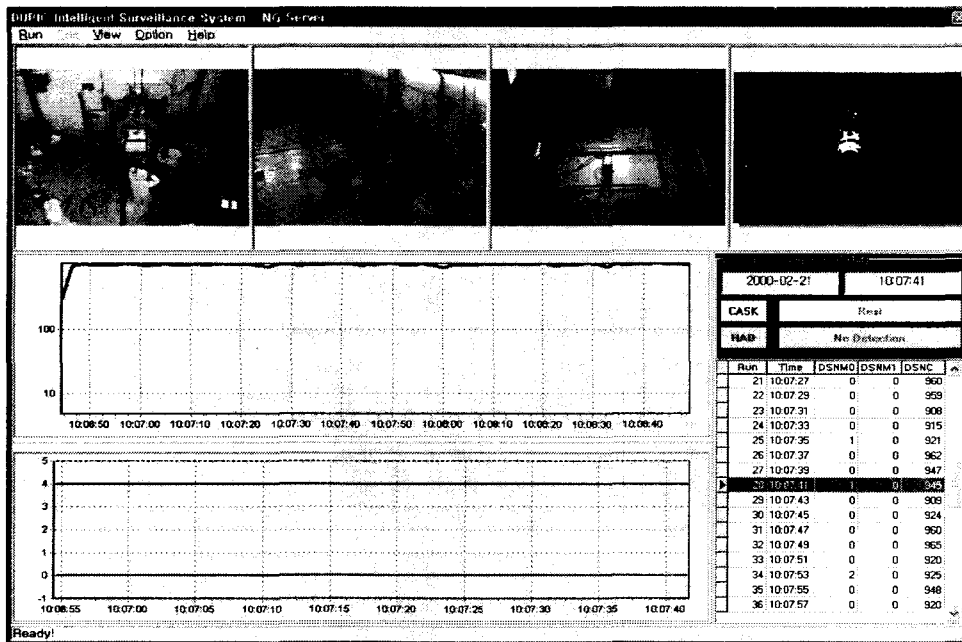 DUPIC Intelligent Surveillance System - NG Server
Run Edit View Option Help
100
10
10:06:50 10:07:00 10:07:10 10:07:20 10:07:30 10:07:40 10:07:50 10:08:00 10:08:10 10:08:20 10:08:30 10:08:40
5
4
3
2
1
0
-1
10:06:55 10:07:00 10:07:05 10:07:10 10:07:15 10:07:20 10:07:25 10:07:30 10:07:35 10:07:40
2000-02-21 10:07:41
CASK Rest
NAD No Detection
Run Time DSNM0 DSNM1 DSNC
21 10:07:27 0 0 960
22 10:07:29 0 0 959
23 10:07:31 0 0 908
24 10:07:33 0 0 915
25 10:07:35 1 0 921
26 10:07:37 0 0 962
27 10:07:39 0 0 947
28 10:07:41 1 0 945
29 10:07:43 0 0 909
30 10:07:45 0 0 924
31 10:07:47 0 0 960
32 10:07:49 0 0 965
33 10:07:51 0 0 920
34 10:07:53 2 0 925
35 10:07:55 0 0 948
36 10:07:57 0 0 920
Ready!